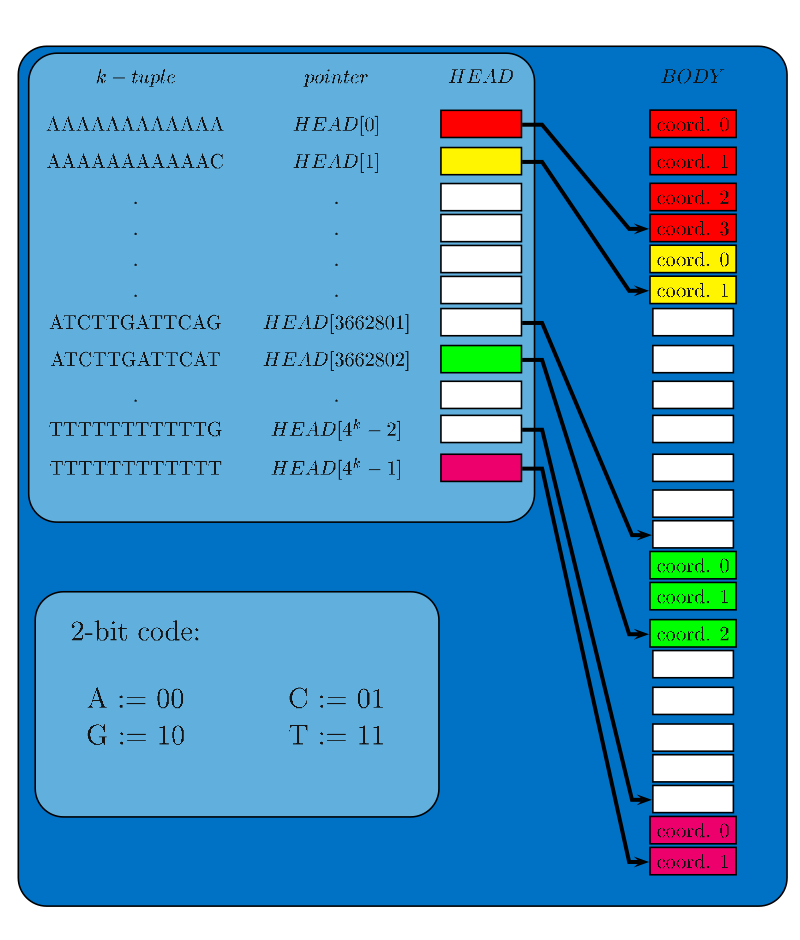 k − tuple pointer HEAD BODY
AAAAAAAAAAAA HEAD[0] coord. 0
AAAAAAAAAAAC HEAD[1] coord. 1
. . coord. 2
. . coord. 3
. . coord. 0
. . coord. 1
ATCTTGATTCAG HEAD[3662801]
ATCTTGATTCAT HEAD[3662802]
. .
TTTTTTTTTTTG HEAD[4^k − 2]
TTTTTTTTTTTT HEAD[4^k − 1]
coord. 0
coord. 1
coord. 2
2-bit code:
A := 00 C := 01
G := 10 T := 11
coord. 0
coord. 1